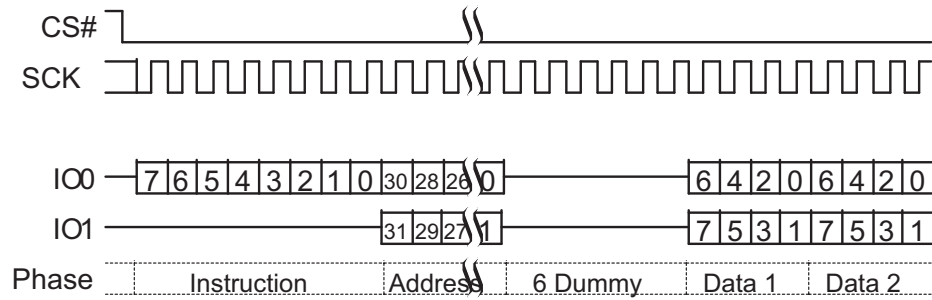 CS#
SCK
IO0 7 6 5 4 3 2 1 0 30 28 26 0 6 4 2 0 6 4 2 0
IO1 31 29 27 1 7 5 3 1 7 5 3 1
Phase Instruction Address 6 Dummy Data 1 Data 2